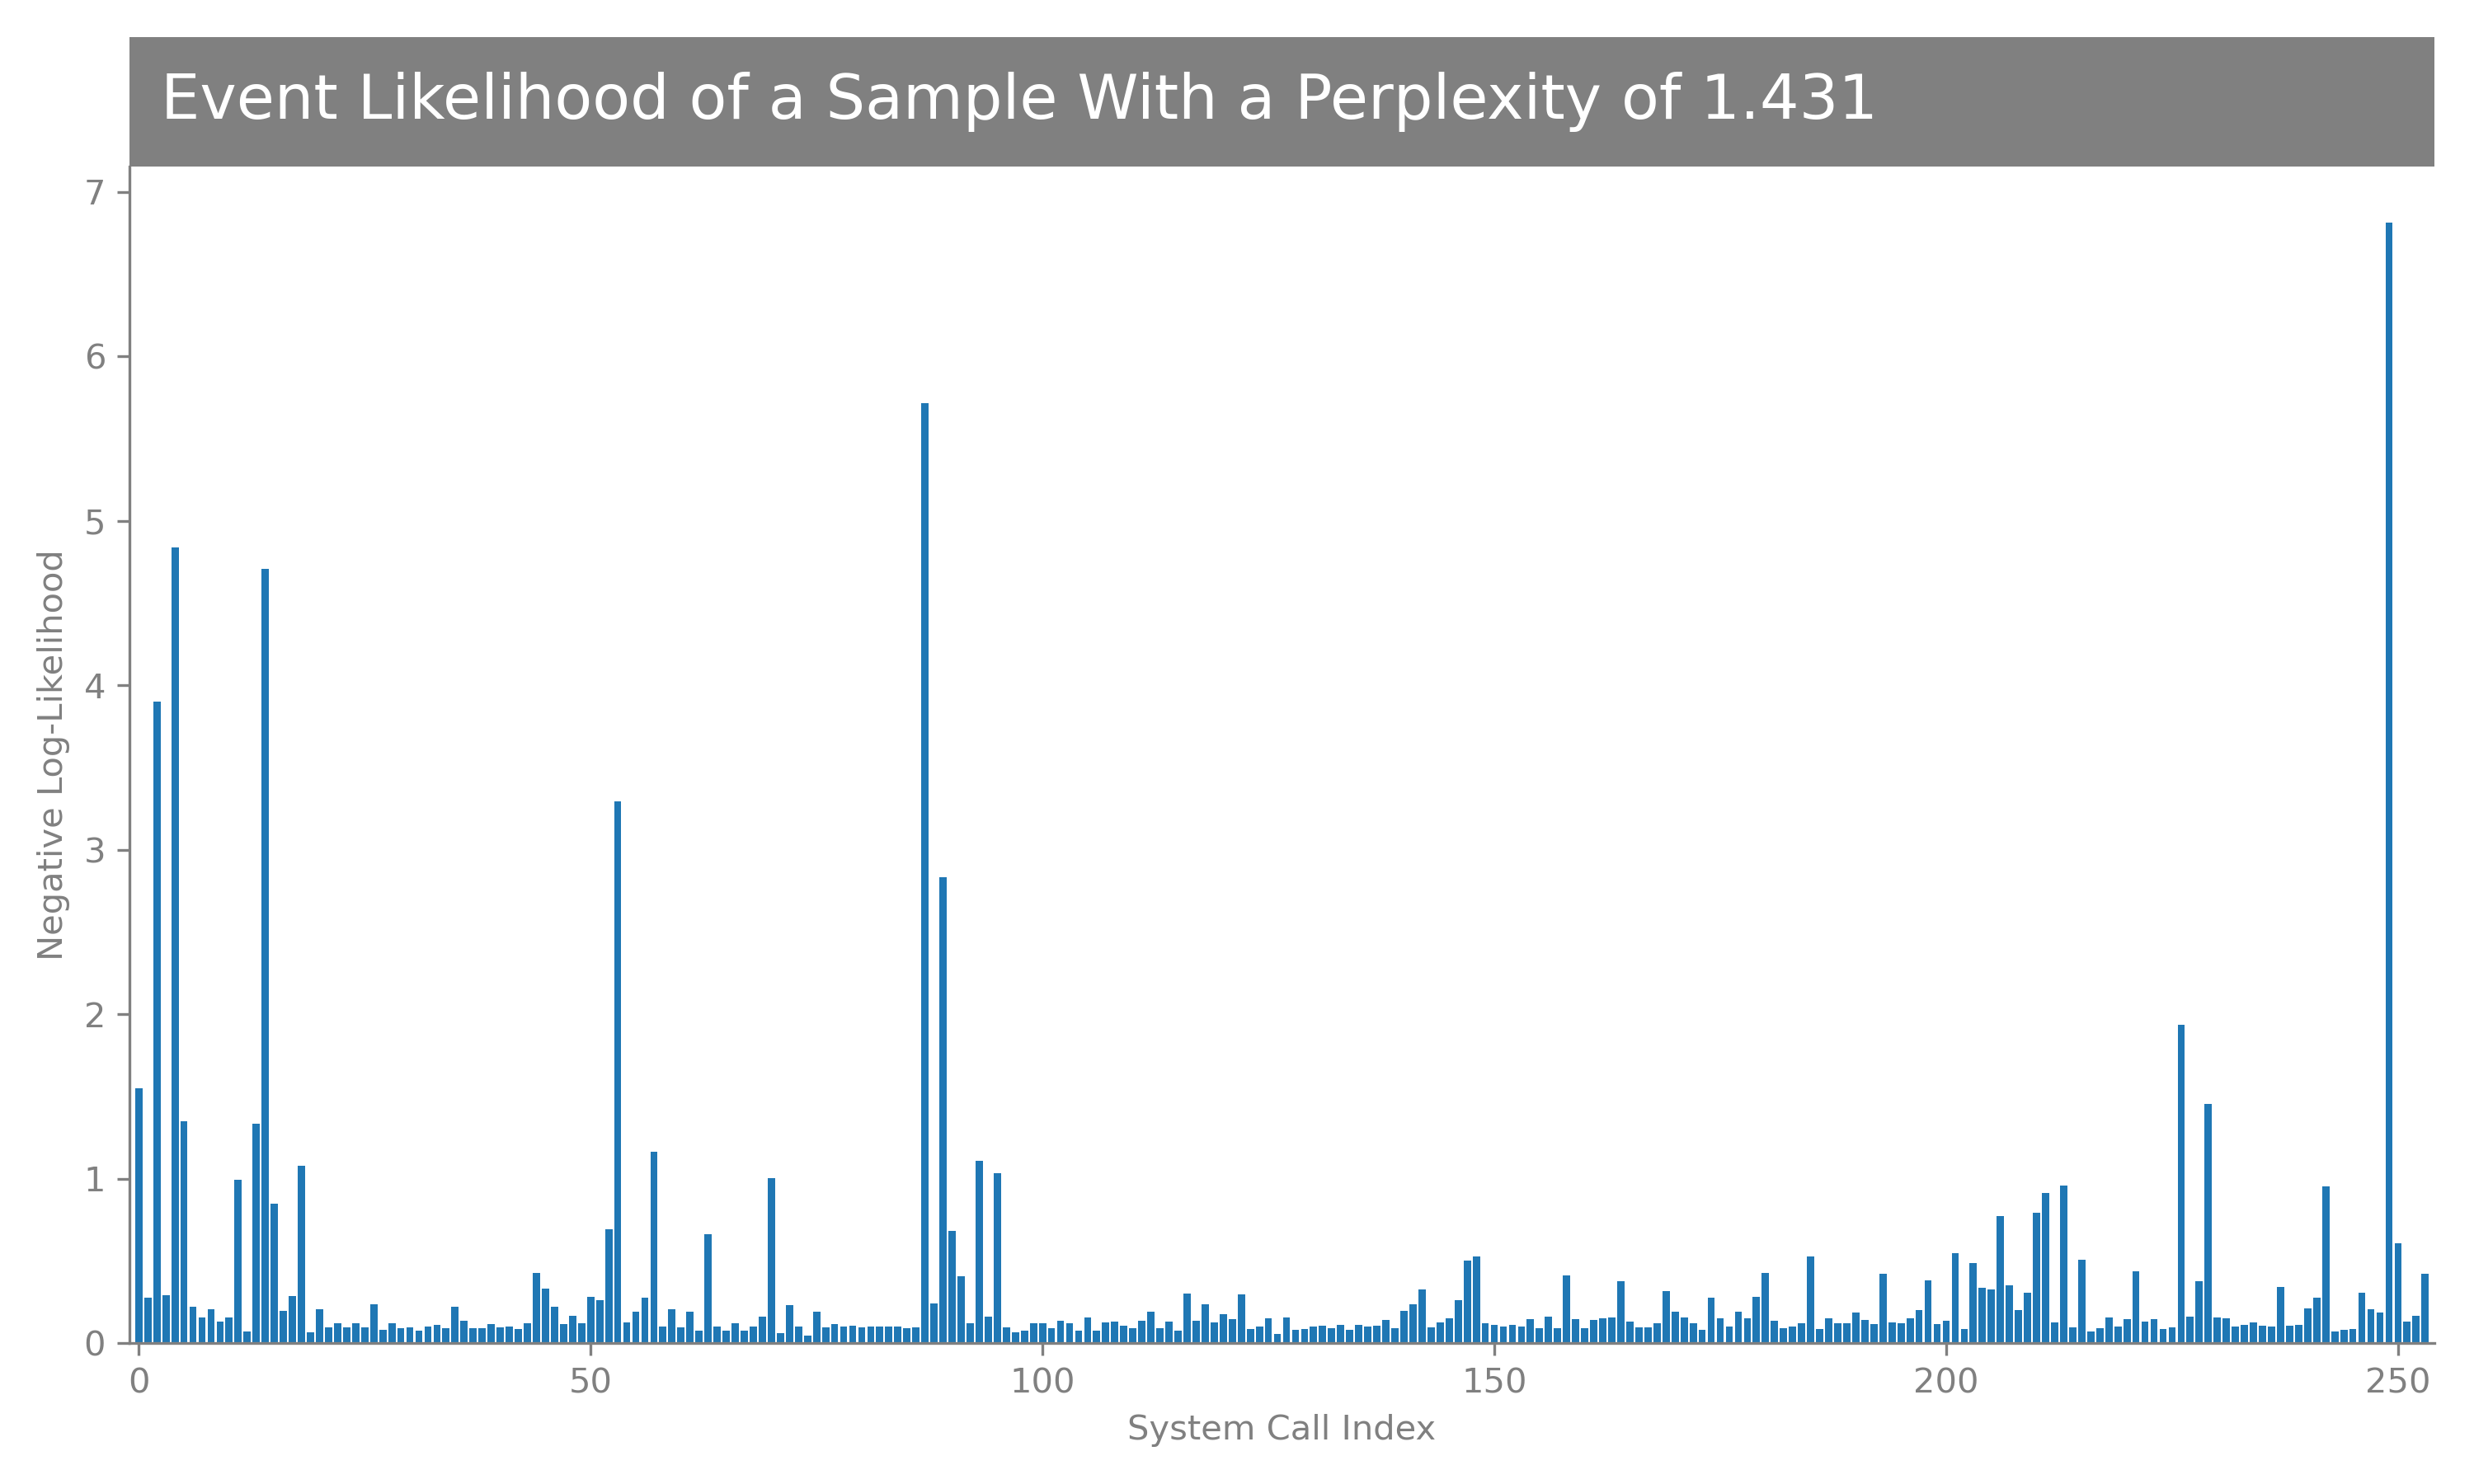 Event Likelihood of a Sample With a Perplexity of 1.431
7
6
5
4
3
2
1
0
Negative Log-Likelihood
0 50 100 150 200 250
System Call Index